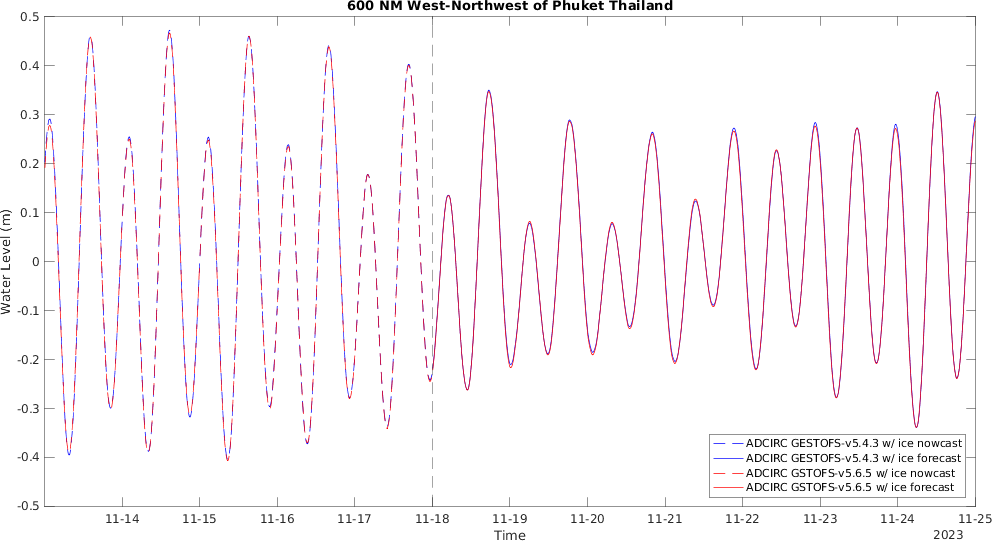 600 NM West-Northwest of Phuket Thailand
0.5
0.4
0.3
0.2
0.1
0
-0.1
-0.2
-0.3
-0.4
-0.5
Water Level (m)
ADCIRC GESTOFS-v5.4.3 w/ ice nowcast
ADCIRC GESTOFS-v5.4.3 w/ ice forecast
ADCIRC GSTOFS-v5.6.5 w/ ice nowcast
ADCIRC GSTOFS-v5.6.5 w/ ice forecast
11-14 11-15 11-16 11-17 11-18 11-19 11-20 11-21 11-22 11-23 11-24 11-25
Time
2023